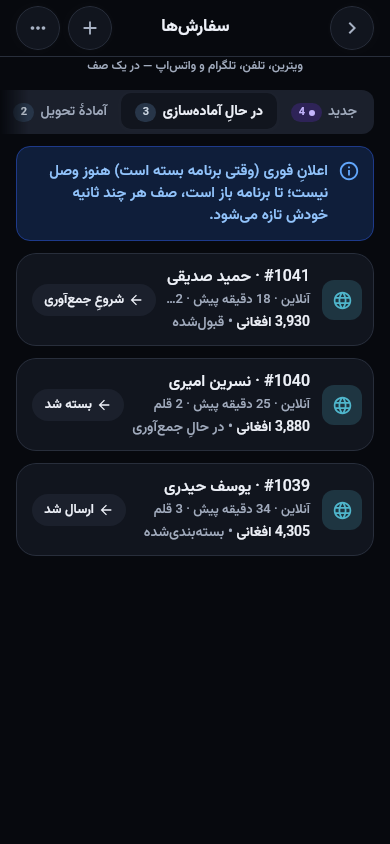 سفارش‌ها
ویترین، تلفن، تلگرام و واتس‌اپ — در یک صف
جدید 4
در حالِ آماده‌سازی 3
آمادهٔ تحویل 2
اعلانِ فوری (وقتی برنامه بسته است) هنوز وصل
نیست؛ تا برنامه باز است، صف هر چند ثانیه
خودش تازه می‌شود.
#1041 · حمید صدیقی
آنلاین · 18 دقیقه پیش · 2…
3,930 افغانی • قبول‌شده
شروعِ جمع‌آوری
#1040 · نسرین امیری
آنلاین · 25 دقیقه پیش · 2 قلم
3,880 افغانی • در حالِ جمع‌آوری
بسته شد
#1039 · یوسف حیدری
آنلاین · 34 دقیقه پیش · 3 قلم
4,305 افغانی • بسته‌بندی‌شده
ارسال شد